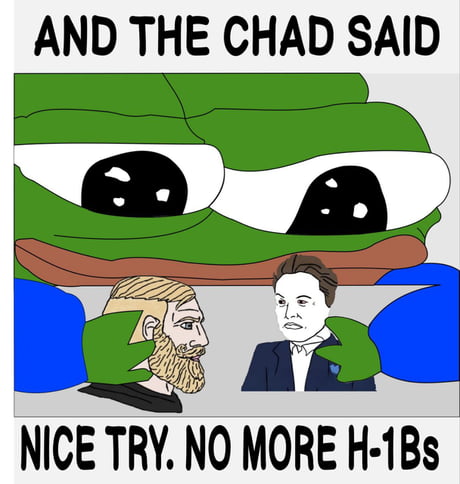 AND THE CHAD SAID
NICE TRY. NO MORE H-1Bs